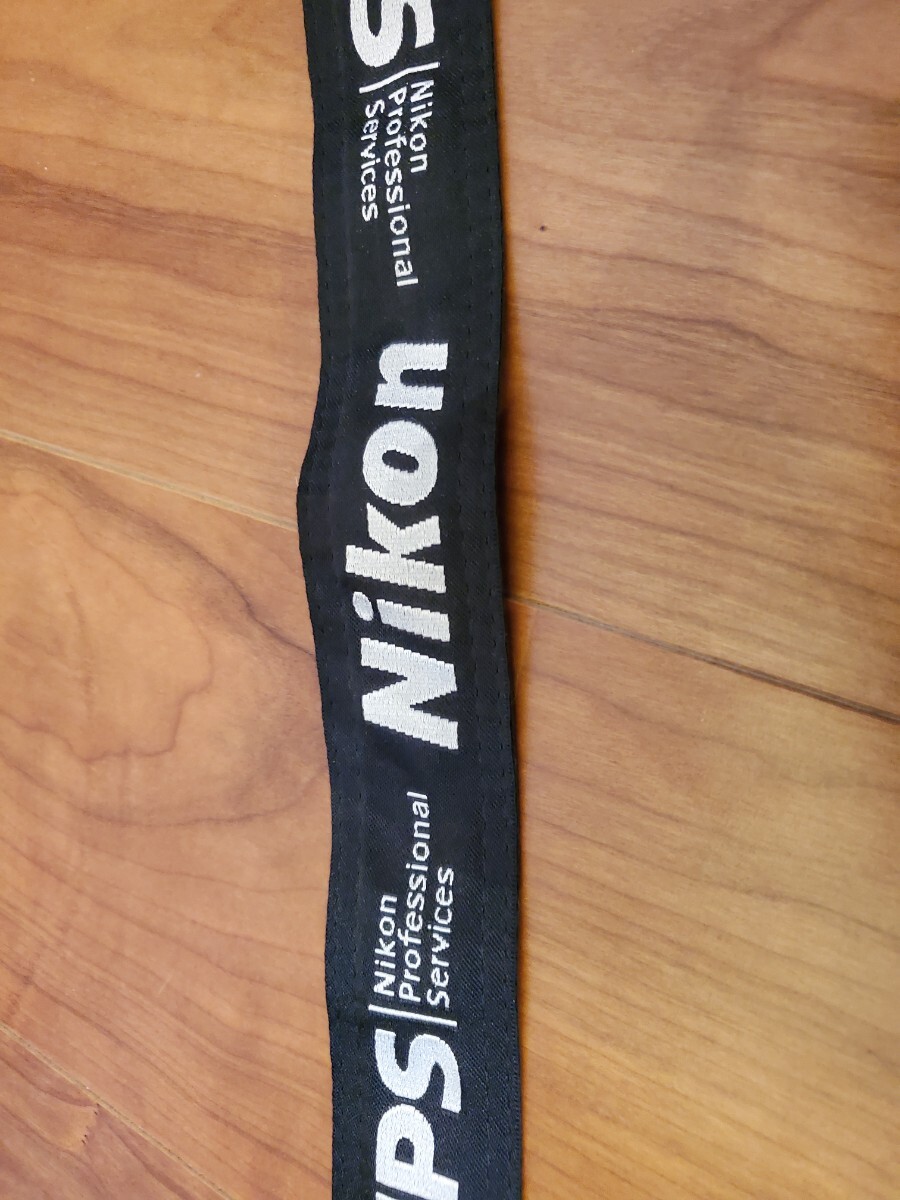 S
Nikon
Professional
Services
Nikon
PS
Nikon
Professional
Services